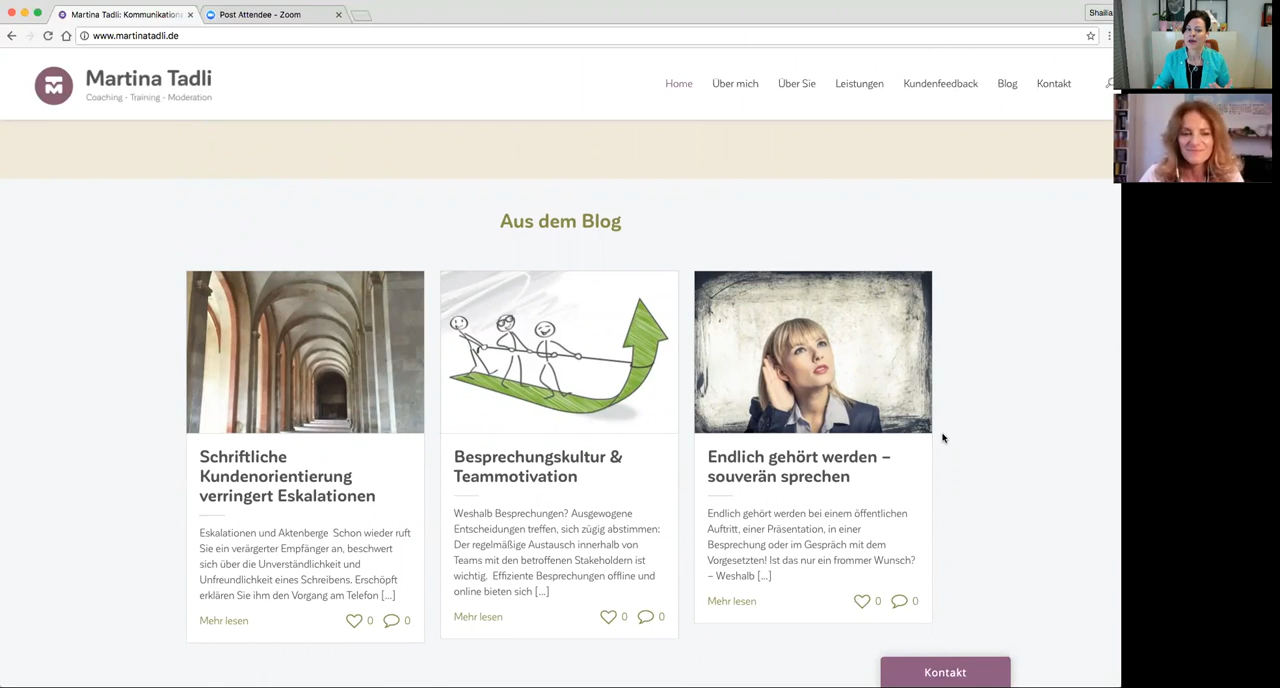 Martina Tadli: Kommunikations
Post Attendee - Zoom
Shailia
www.martinatadli.de
Martina Tadli
Coaching - Training - Moderation
Home Über mich Über Sie Leistungen Kundenfeedback Blog Kontakt
Aus dem Blog
Schriftliche
Kundenorientierung
verringert Eskalationen
Eskalationen und Aktenberge Schon wieder ruft
Sie ein verärgerter Empfänger an, beschwert
sich über die Unverständlichkeit und
Unfreundlichkeit eines Schreibens. Erschöpft
erklären Sie ihm den Vorgang am Telefon [...]
Mehr lesen 0 0
Besprechungskultur &
Teammotivation
Weshalb Besprechungen? Ausgewogene
Entscheidungen treffen, sich zügig abstimmen:
Der regelmäßige Austausch innerhalb von
Teams mit den betroffenen Stakeholdern ist
wichtig. Effiziente Besprechungen offline und
online bieten sich [...]
Mehr lesen 0 0
Endlich gehört werden –
souverän sprechen
Endlich gehört werden bei einem öffentlichen
Auftritt, einer Präsentation, in einer
Besprechung oder im Gespräch mit dem
Vorgesetzten! Ist das nur ein frommer Wunsch?
– Weshalb [...]
Mehr lesen 0 0
Kontakt